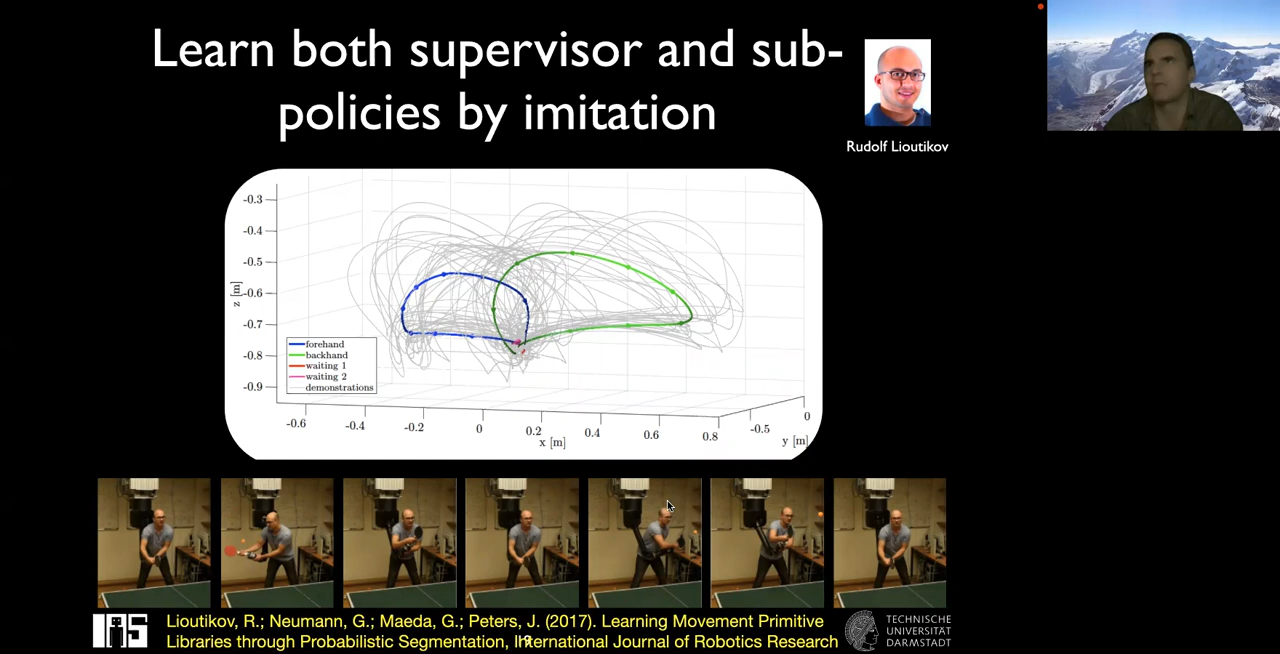 Learn both supervisor and sub-
policies by imitation
Rudolf Lioutikov
-0.3
-0.4
-0.5
-0.6
-0.7
-0.8
-0.9
z [m]
forehand
backhand
waiting 1
waiting 2
demonstrations
-0.6
-0.4
-0.2
0
0.2
0.4
0.6
0.8
x [m]
-0.5
0
y [m]
IAS
Lioutikov, R.; Neumann, G.; Maeda, G.; Peters, J. (2017). Learning Movement Primitive
Libraries through Probabilistic Segmentation, International Journal of Robotics Research
TECHNISCHE
UNIVERSITÄT
DARMSTADT